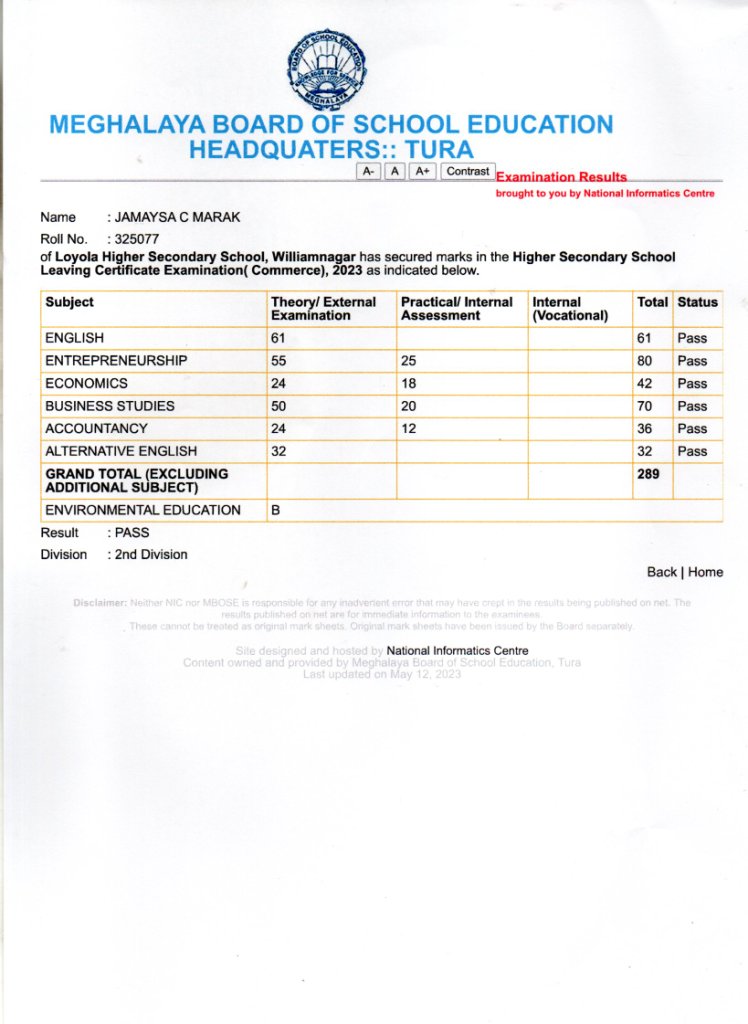 BOARD OF SCHOOL EDUCATION
KNOWLEDGE FOR SERVICE
MEGHALAYA
MEGHALAYA BOARD OF SCHOOL EDUCATION
HEADQUATERS:: TURA
A- A A+ Contrast
Examination Results
brought to you by National Informatics Centre
Name : JAMAYSA C MARAK
Roll No. : 325077
of Loyola Higher Secondary School, Williamnagar has secured marks in the Higher Secondary School
Leaving Certificate Examination( Commerce), 2023 as indicated below.
Subject Theory/ External Examination Practical/ Internal Assessment Internal (Vocational) Total Status
ENGLISH 61 61 Pass
ENTREPRENEURSHIP 55 25 80 Pass
ECONOMICS 24 18 42 Pass
BUSINESS STUDIES 50 20 70 Pass
ACCOUNTANCY 24 12 36 Pass
ALTERNATIVE ENGLISH 32 32 Pass
GRAND TOTAL (EXCLUDING ADDITIONAL SUBJECT) 289
ENVIRONMENTAL EDUCATION B
Result : PASS
Division : 2nd Division
Back | Home
Disclaimer: Neither NIC nor MBOSE is responsible for any inadvertent error that may have crept in the results being published on net. The
results published on net are for immediate information to the examinees.
These cannot be treated as original mark sheets. Original mark sheets have been issued by the Board separately.
Site designed and hosted by National Informatics Centre
Content owned and provided by Meghalaya Board of School Education, Tura
Last updated on May 12, 2023